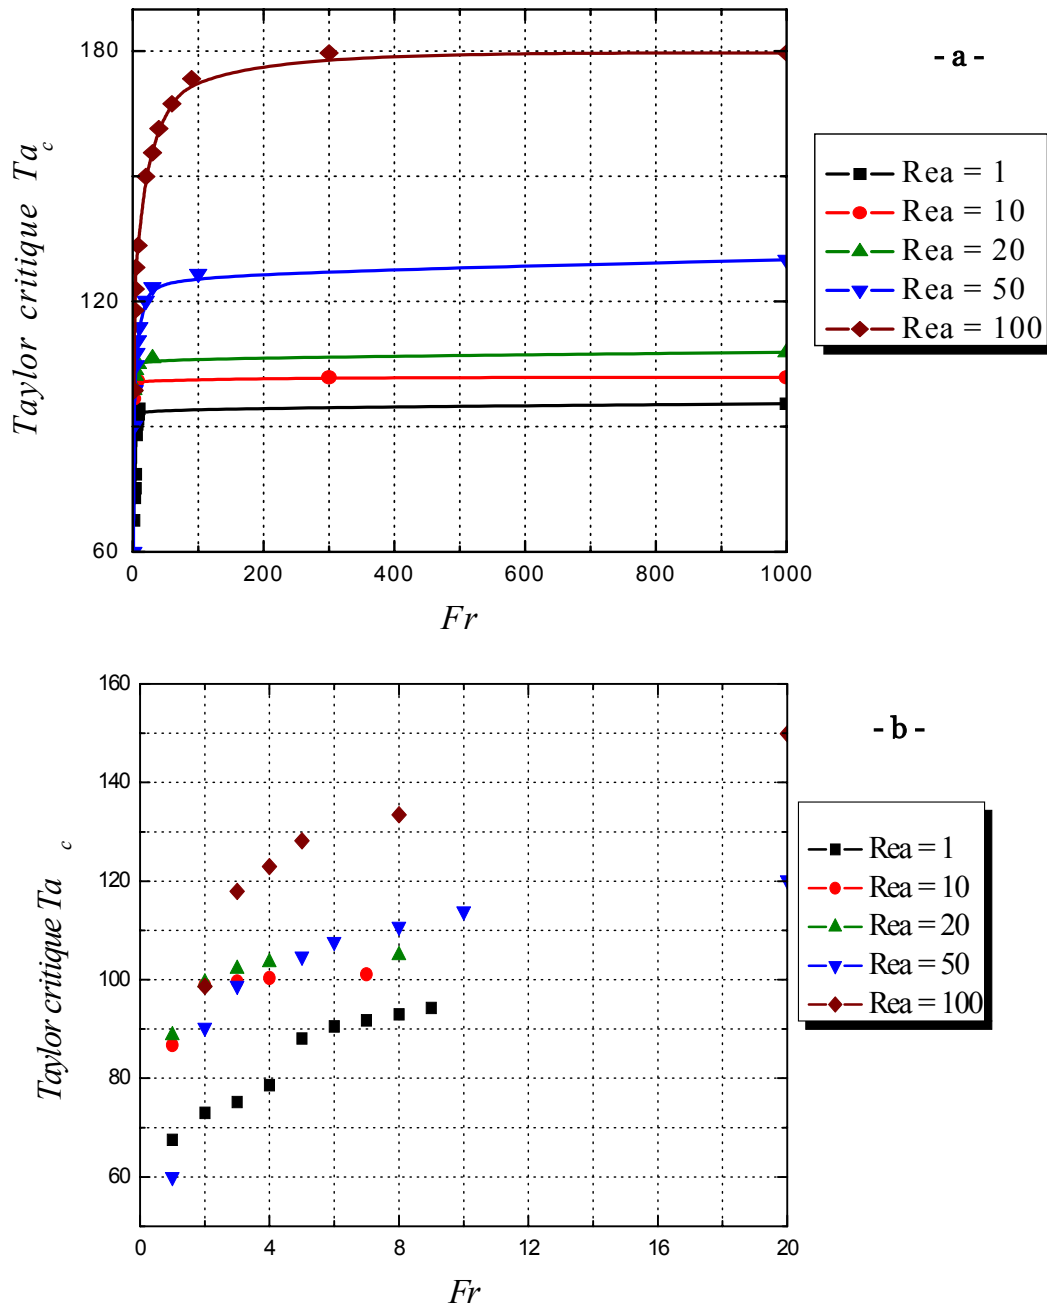 180
120
60
0
200
400
600
800
1000
Taylor critique Ta c
Fr
- a -
Rea = 1
Rea = 10
Rea = 20
Rea = 50
Rea = 100
160
140
120
100
80
60
0
4
8
12
16
20
Taylor critique Ta c
Fr
- b -
Rea = 1
Rea = 10
Rea = 20
Rea = 50
Rea = 100